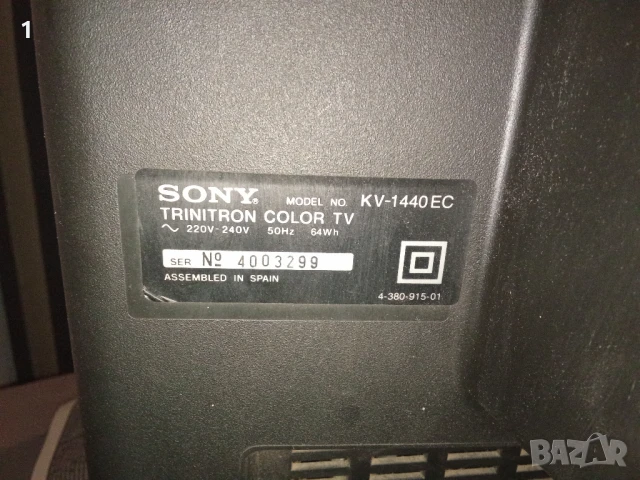 1
SONY®
MODEL NO. KV-1440EC
TRINITRON COLOR TV
~ 220V-240V 50Hz 64Wh
SER Nº 4003299
ASSEMBLED IN SPAIN
4-380-915-01
BAZAR